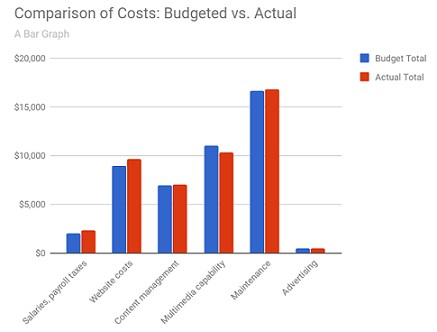 Comparison of Costs: Budgeted vs. Actual
A Bar Graph
$20,000
$15,000
$10,000
$5,000
$0
Budget Total
Actual Total
Salaries, payroll taxes
Website costs
Content management
Multimedia capability
Maintenance
Advertising